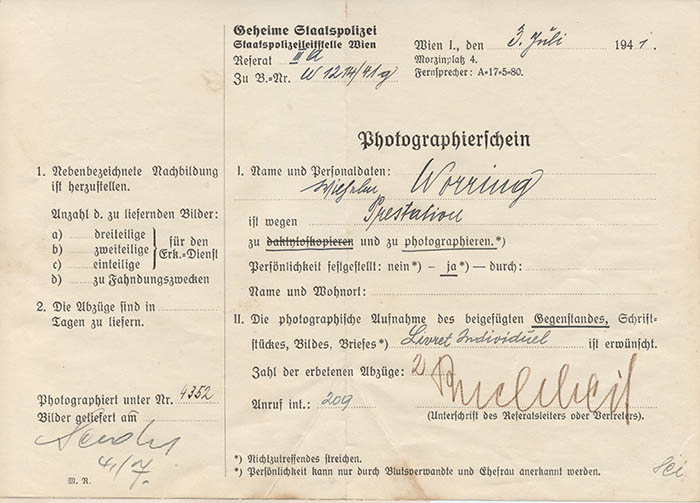 Geheime Staatspolizei
Staatspolizeileitstelle Wien
Referat III A
Zu B.=Nr. W 1214/41 g
Wien I., den 3. Juli 1941.
Morzinplatz 4.
Fernsprecher: A=17=5=80.
Photographierschein
1. Nebenbezeichnete Nachbildung
ist herzustellen.
Anzahl d. zu liefernden Bilder:
a) dreiteilige
b) zweiteilige
c) einteilige
für den
Erk.=Dienst
d) zu Fahndungszwecken
2. Die Abzüge sind in
Tagen zu liefern.
Photographiert unter Nr. 4352
Bilder geliefert am
4./7.
M. R.
I. Name und Personaldaten:
Wilhelm Worring
ist wegen Prestation
zu daktyloskopieren und zu photographieren.*)
Persönlichkeit festgestellt: nein*) – ja*) – durch:
Name und Wohnort:
II. Die photographische Aufnahme des beigefügten Gegenstandes, Schrift=
stückes, Bildes, Briefes*) Livret Individuel ist erwünscht.
Zahl der erbetenen Abzüge: 2
Anruf int.: 209
(Unterschrift des Referatsleiters oder Vertreters).
*) Nichtzutreffendes streichen.
*) Persönlichkeit kann nur durch Blutsverwandte und Ehefrau anerkannt werden.